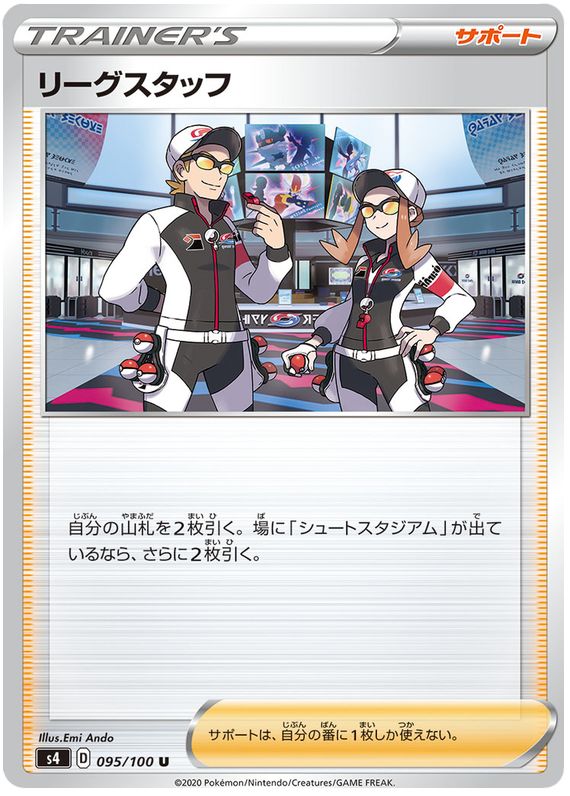 TRAINER'S
サポート
リーグスタッフ
自分の山札を2枚引く。場に「シュートスタジアム」が出て
いるなら、さらに2枚引く。
Illus.Emi Ando
サポートは、自分の番に1枚しか使えない。
s4 D 095/100 U
©2020 Pokémon/Nintendo/Creatures/GAME FREAK.